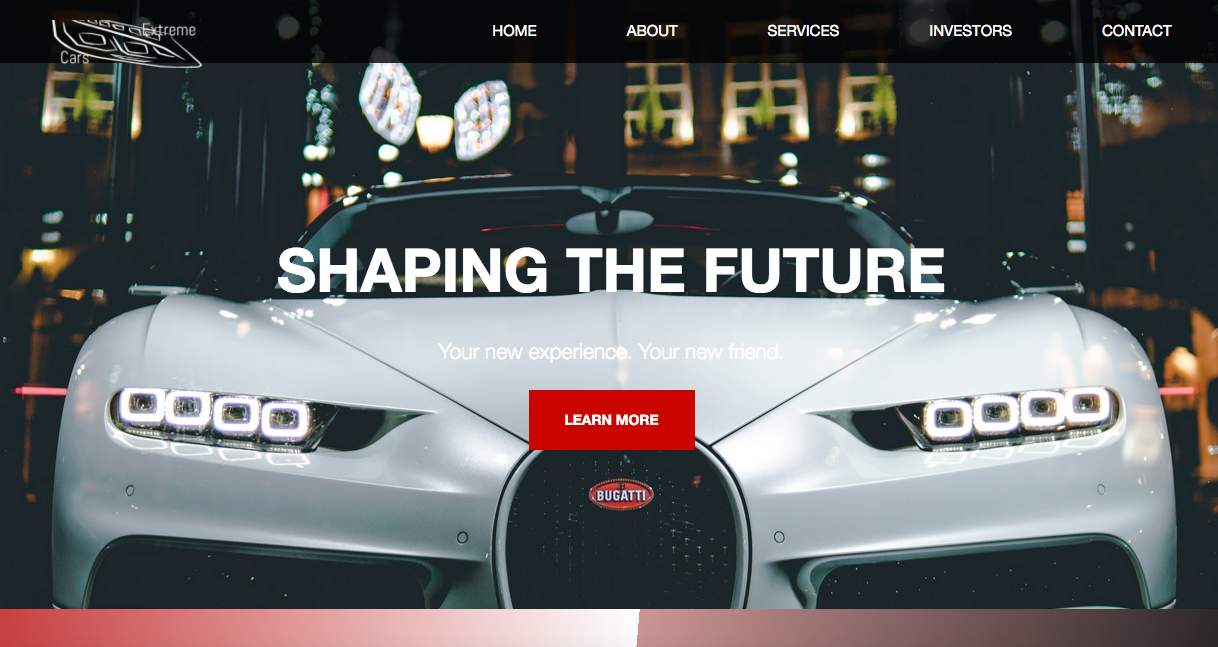 Extreme
Cars
HOME ABOUT SERVICES INVESTORS CONTACT
SHAPING THE FUTURE
Your new experience. Your new friend.
LEARN MORE
BUGATTI